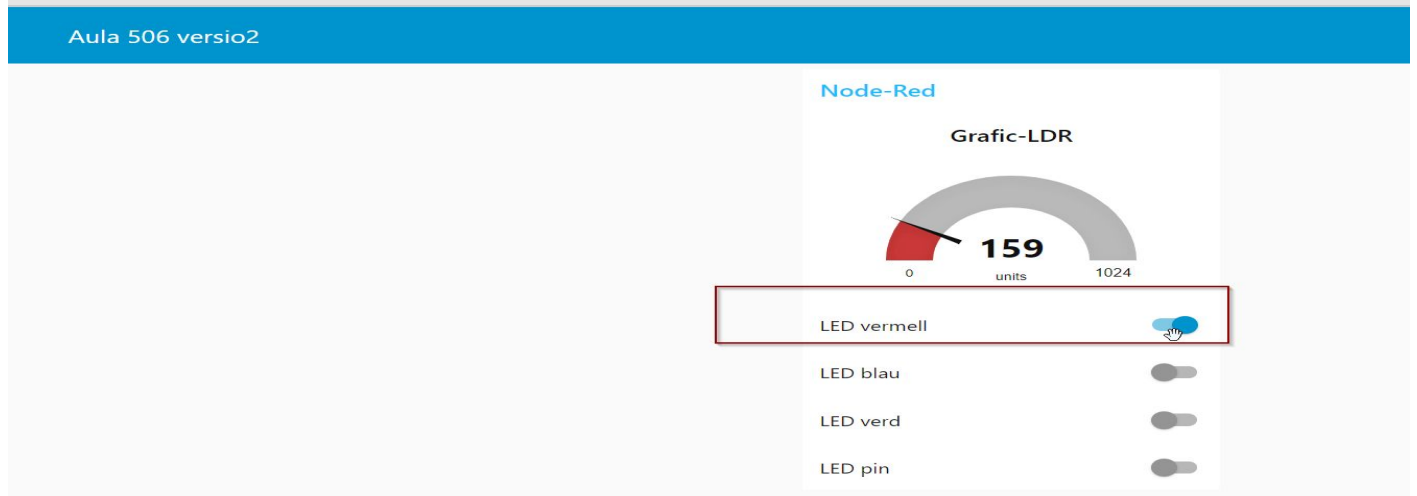 Aula 506 versio2
Node-Red
Grafic-LDR
159
0
units
1024
LED vermell
LED blau
LED verd
LED pin